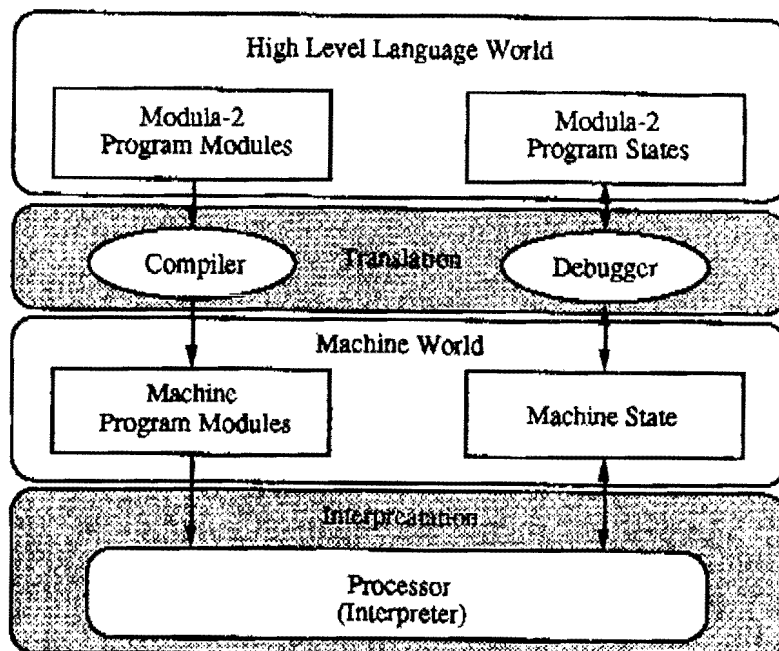 High Level Language World
Modula-2
Program Modules
Modula-2
Program States
Compiler
Translation
Debugger
Machine World
Machine
Program Modules
Machine State
Interpreatation
Processor
(Interpreter)